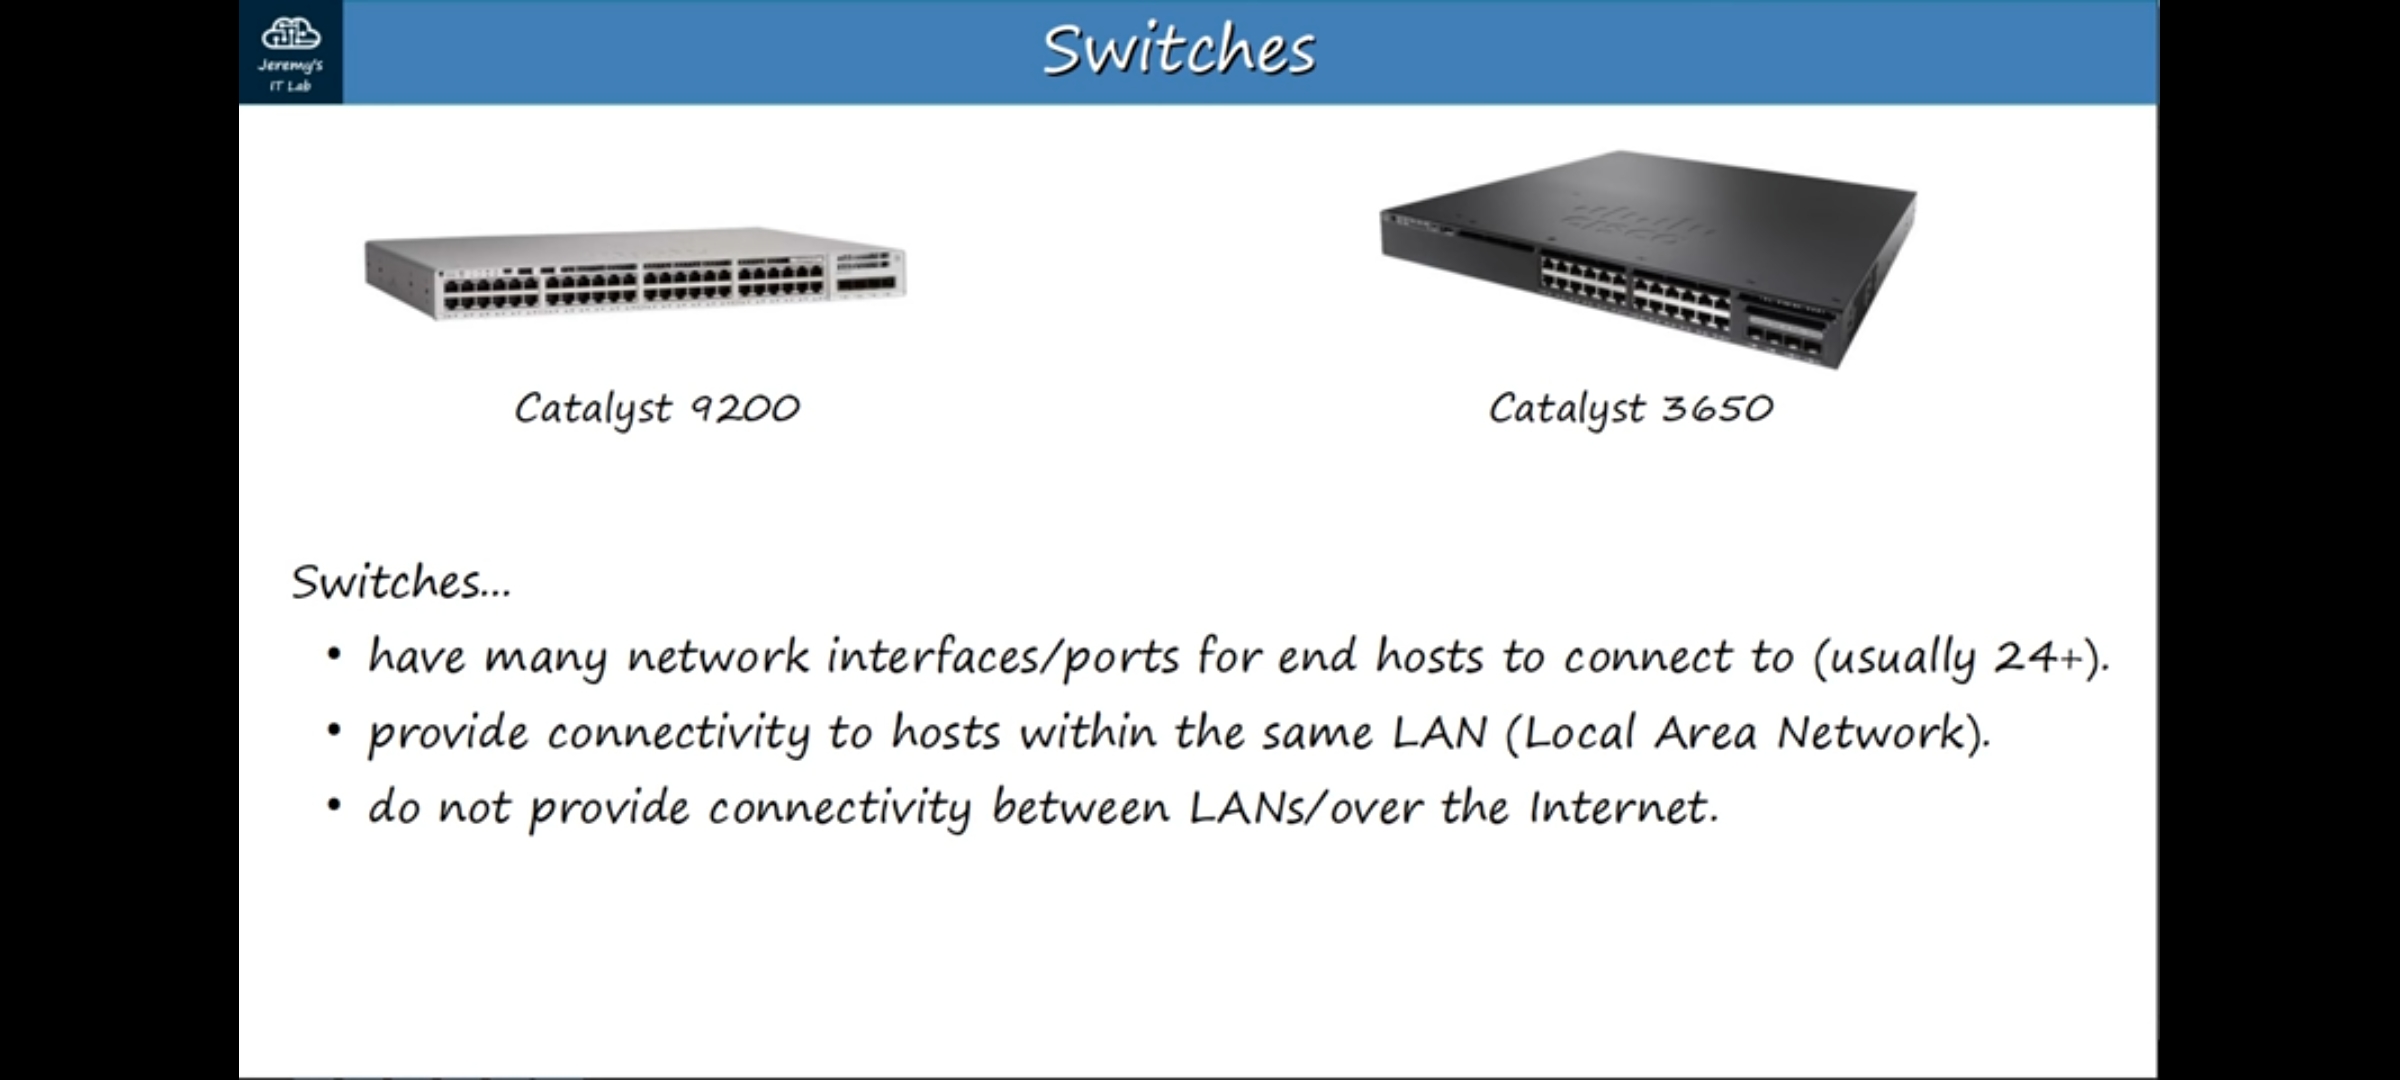 Jeremy's
IT Lab
Switches
Catalyst 9200
Catalyst 3650
Switches...
• have many network interfaces/ports for end hosts to connect to (usually 24+).
• provide connectivity to hosts within the same LAN (Local Area Network).
• do not provide connectivity between LANs/over the Internet.